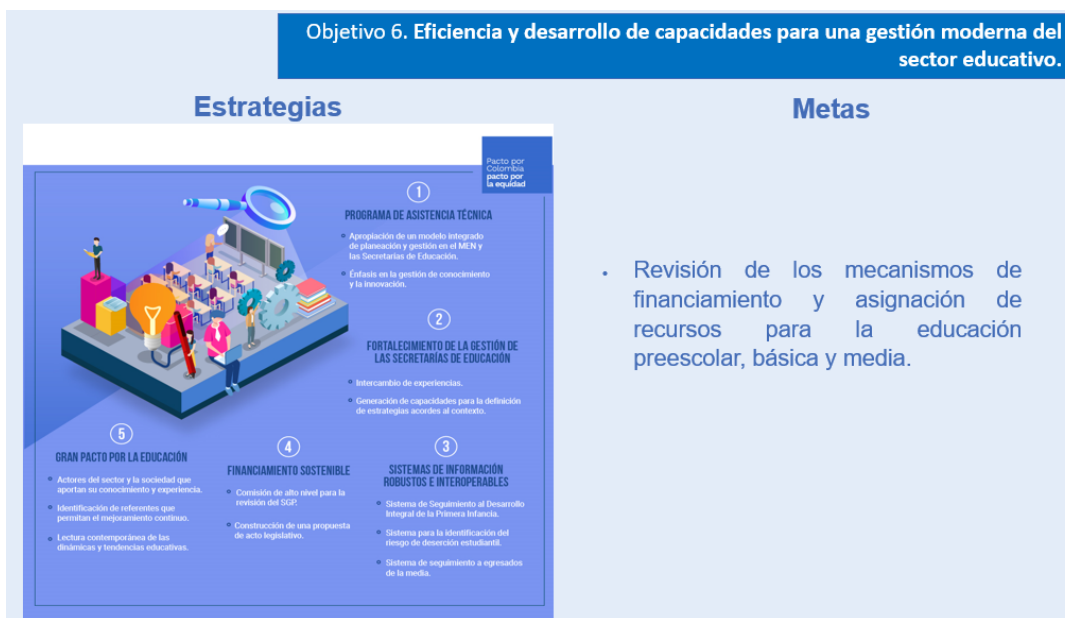 Objetivo 6. Eficiencia y desarrollo de capacidades para una gestión moderna del
sector educativo.
Estrategias
Pacto por
Colombia
pacto por
la equidad
1
PROGRAMA DE ASISTENCIA TÉCNICA
• Apropiación de un modelo integrado
de planeación y gestión en el MEN y
las Secretarías de Educación.
• Énfasis en la gestión de conocimiento
y la innovación.
2
FORTALECIMIENTO DE LA GESTIÓN DE
LAS SECRETARÍAS DE EDUCACIÓN
• Intercambio de experiencias.
• Generación de capacidades para la definición
de estrategias acordes al contexto.
3
SISTEMAS DE INFORMACIÓN
ROBUSTOS E INTEROPERABLES
• Sistema de Seguimiento al Desarrollo
Integral de la Primera Infancia.
• Sistema para la identificación del
riesgo de deserción estudiantil.
• Sistema de seguimiento a egresados
de la media.
4
FINANCIAMIENTO SOSTENIBLE
• Comisión de alto nivel para la
revisión del SGP.
• Construcción de una propuesta
de acto legislativo.
5
GRAN PACTO POR LA EDUCACIÓN
• Actores del sector y la sociedad que
aportan su conocimiento y experiencia.
• Identificación de referentes que
permitan el mejoramiento continuo.
• Lectura contemporánea de las
dinámicas y tendencias educativas.
Metas
• Revisión de los mecanismos de
financiamiento y asignación de
recursos para la educación
preescolar, básica y media.